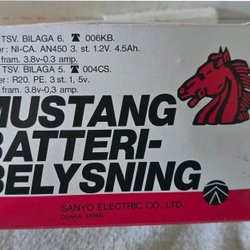 TSV. BILAGA 6. 006KB.
er: NI-CA. AN450 3. st. 1.2V. 4.5Ah.
fram. 3.8v-0.3 amp.
TSV. BILAGA 5. 004CS.
er: R20. PE. 3 st. 1, 5v.
fram. 3.8v-0,3 amp.
MUSTANG
BATTERI-
BELYSNING
SANYO ELECTRIC CO., LTD.
OSAKA, JAPAN